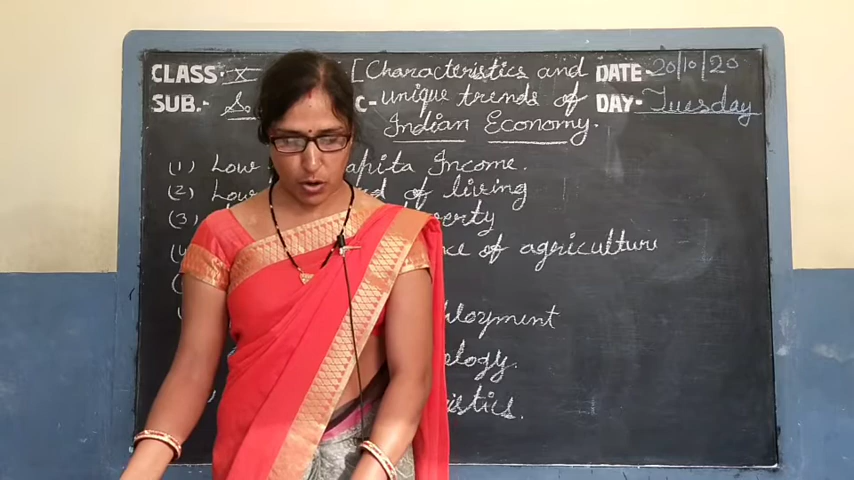 CLASS:- X [Characteristics and DATE:- 20/10/20
SUB.:- S C- unique trends of DAY:- Tuesday
Indian Economy.
(1) Low apita Income.
(2) Low d of living
(3) verty
(4) ce of agriculture
loyment
ology.
istics.